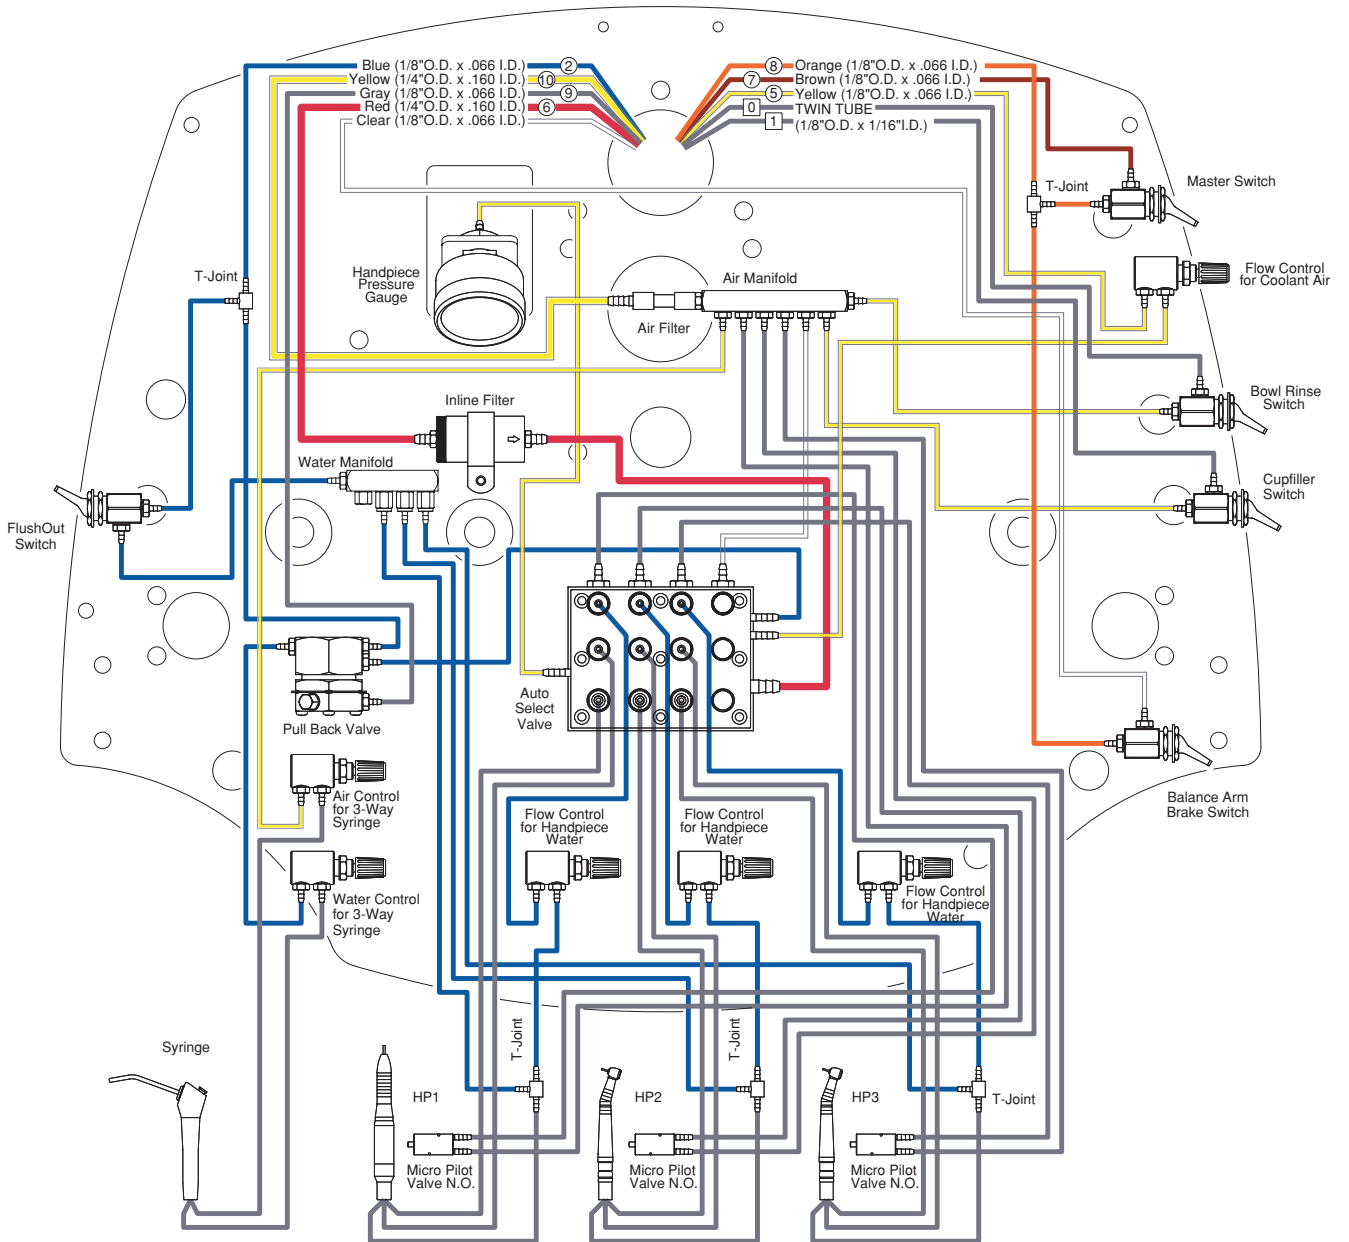 Blue (1/8"O.D. x .066 I.D.) 2
Yellow (1/4"O.D. x .160 I.D.) 10
Gray (1/8"O.D. x .066 I.D.) 9
Red (1/4"O.D. x .160 I.D.) 6
Clear (1/8"O.D. x .066 I.D.)
8 Orange (1/8"O.D. x .066 I.D.)
7 Brown (1/8"O.D. x .066 I.D.)
5 Yellow (1/8"O.D. x .066 I.D.)
0 TWIN TUBE
1 (1/8"O.D. x 1/16"I.D.)
T-Joint
Master Switch
T-Joint
Handpiece
Pressure
Gauge
Air Manifold
Air Filter
Flow Control
for Coolant Air
Inline Filter
Bowl Rinse
Switch
Water Manifold
Cupfiller
Switch
FlushOut
Switch
Auto
Select
Valve
Pull Back Valve
Air Control
for 3-Way
Syringe
Flow Control
for Handpiece
Water
Flow Control
for Handpiece
Water
Balance Arm
Brake Switch
Water Control
for 3-Way
Syringe
Flow Control
for Handpiece
Water
Syringe
T-Joint
T-Joint
HP1
HP2
HP3
T-Joint
Micro Pilot
Valve N.O.
Micro Pilot
Valve N.O.
Micro Pilot
Valve N.O.